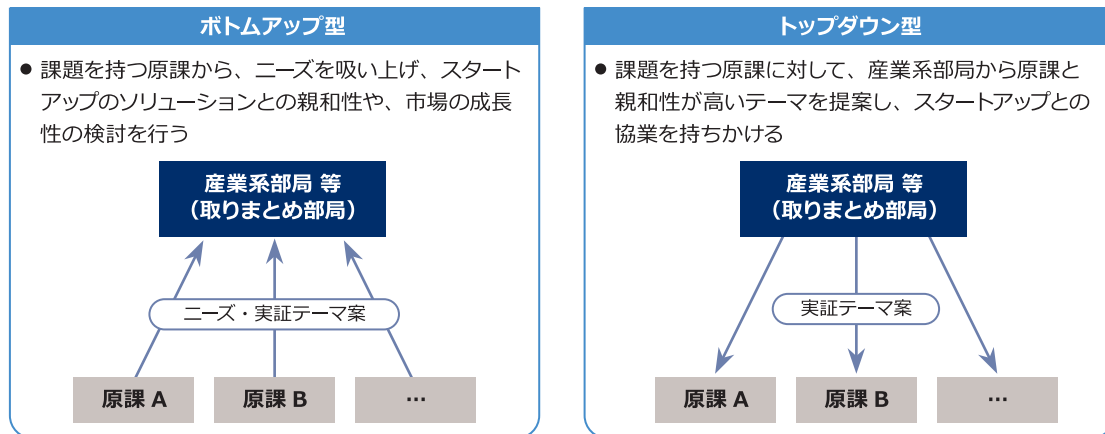 ボトムアップ型
● 課題を持つ原課から、ニーズを吸い上げ、スタート
アップのソリューションとの親和性や、市場の成長
性の検討を行う
産業系部局 等
（取りまとめ部局）
ニーズ・実証テーマ案
原課 A
原課 B
…
トップダウン型
● 課題を持つ原課に対して、産業系部局から原課と
親和性が高いテーマを提案し、スタートアップとの
協業を持ちかける
産業系部局 等
（取りまとめ部局）
実証テーマ案
原課 A
原課 B
…